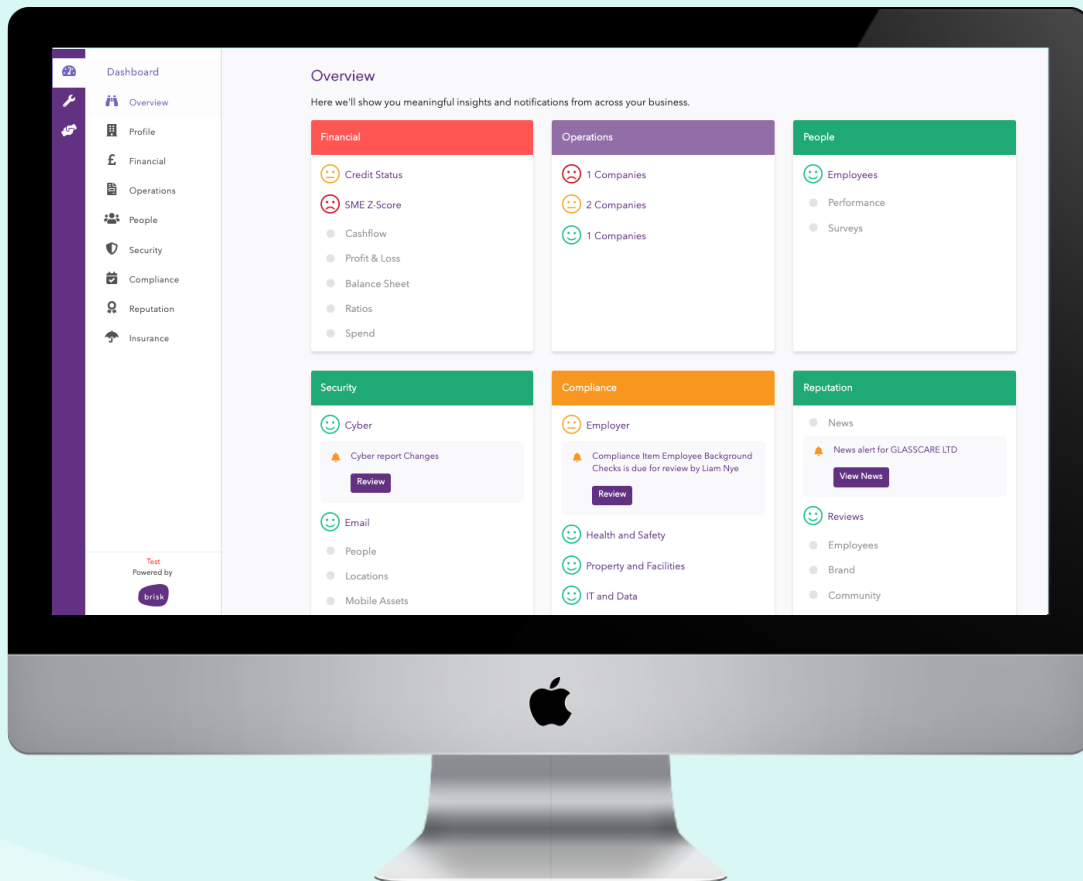 Dashboard
Overview
Profile
£ Financial
Operations
People
Security
Compliance
Reputation
Insurance
Test
Powered by
brisk
Overview
Here we'll show you meaningful insights and notifications from across your business.
Financial
Credit Status
SME Z-Score
Cashflow
Profit & Loss
Balance Sheet
Ratios
Spend
Operations
1 Companies
2 Companies
1 Companies
People
Employees
Performance
Surveys
Security
Cyber
Cyber report Changes
Review
Email
People
Locations
Mobile Assets
Compliance
Employer
Compliance Item Employee Background
Checks is due for review by Liam Nye
Review
Health and Safety
Property and Facilities
IT and Data
Reputation
News
News alert for GLASSCARE LTD
View News
Reviews
Employees
Brand
Community